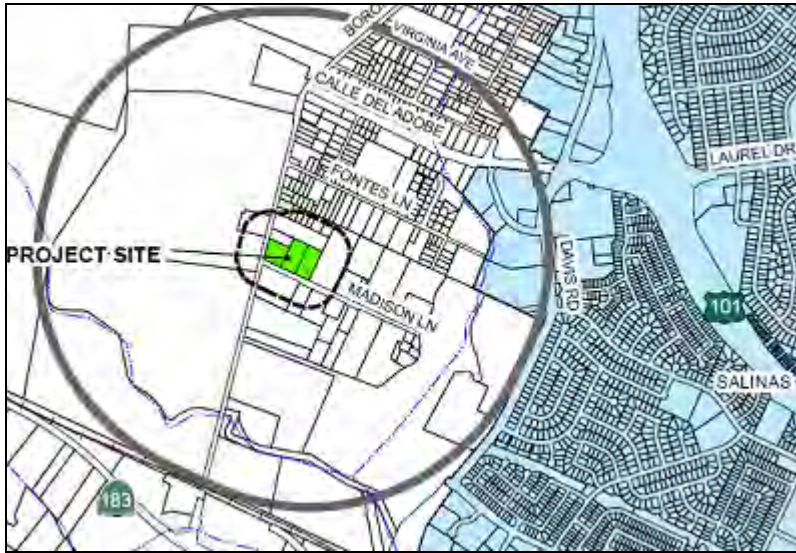 BORO
VIRGINIA AVE
CALLE DEL ADOBE
LAUREL DR
FONTES LN
PROJECT SITE
MADISON LN
DAVIS RD
101
SALINAS
183